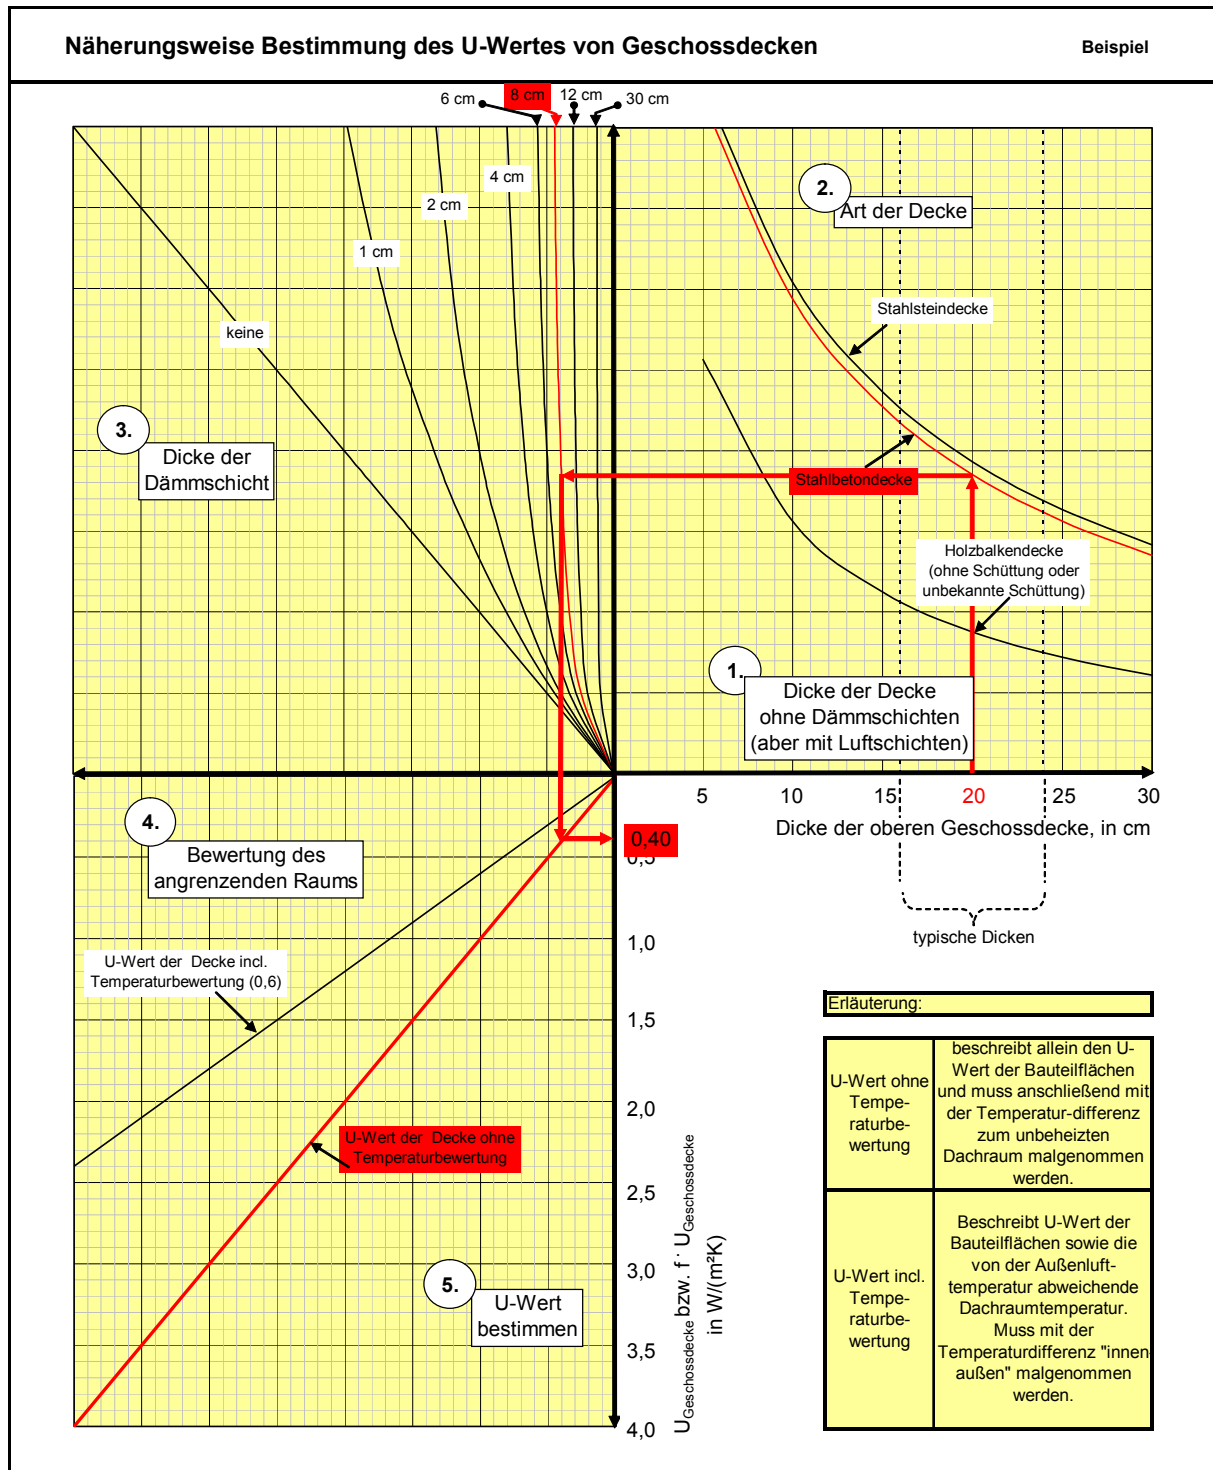 Näherungsweise Bestimmung des U-Wertes von Geschossdecken
Beispiel
6 cm
8 cm
12 cm
30 cm
4 cm
2 cm
1 cm
keine
2.
Art der Decke
Stahlsteindecke
3.
Dicke der
Dämmschicht
Stahlbetondecke
Holzbalkendecke
(ohne Schüttung oder
unbekannte Schüttung)
1.
Dicke der Decke
ohne Dämmschichten
(aber mit Luftschichten)
5
10
15
20
25
30
Dicke der oberen Geschossdecke, in cm
typische Dicken
4.
Bewertung des
angrenzenden Raums
0,40
0,5
1,0
1,5
2,0
2,5
3,0
3,5
4,0
U-Wert der Decke incl.
Temperaturbewertung (0,6)
U-Wert der Decke ohne
Temperaturbewertung
5.
U-Wert
bestimmen
UGeschossdecke bzw. f · UGeschossdecke
in W/(m²K)
Erläuterung:
U-Wert ohne
Tempe-
raturbe-
wertung
beschreibt allein den U-
Wert der Bauteilflächen
und muss anschließend mit
der Temperatur-differenz
zum unbeheizten
Dachraum malgenommen
werden.
U-Wert incl.
Tempe-
raturbe-
wertung
Beschreibt U-Wert der
Bauteilflächen sowie die
von der Außenluft-
temperatur abweichende
Dachraumtemperatur.
Muss mit der
Temperaturdifferenz "innen-
außen" malgenommen
werden.